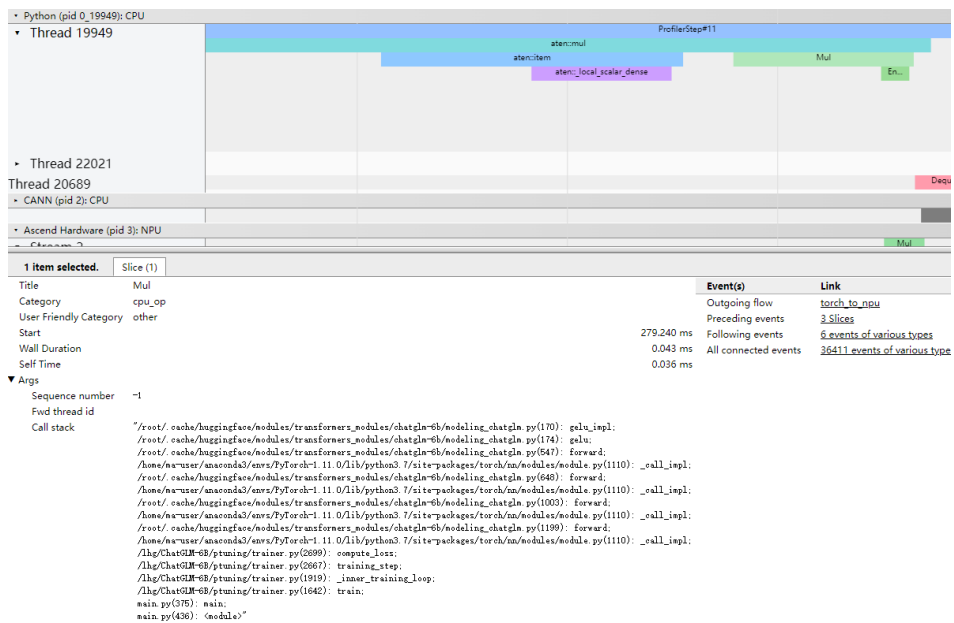 Python (pid 0_19949): CPU
Thread 19949
ProfilerStep#11
aten::mul
aten::item
Mul
aten::_local_scalar_dense
En...
Thread 22021
Thread 20689
Dequ
CANN (pid 2): CPU
Ascend Hardware (pid 3): NPU
Stream 2
Mul
1 item selected.
Slice (1)
Title Mul
Category cpu_op
User Friendly Category other
Start 279.240 ms
Wall Duration 0.043 ms
Self Time 0.036 ms
Event(s) Link
Outgoing flow torch_to_npu
Preceding events 3 Slices
Following events 6 events of various types
All connected events 36411 events of various type
Args
Sequence number -1
Fwd thread id
Call stack "/root/.cache/huggingface/modules/transformers_modules/chatglm-6b/modeling_chatglm.py(170): gelu_impl;
/root/.cache/huggingface/modules/transformers_modules/chatglm-6b/modeling_chatglm.py(174): gelu;
/root/.cache/huggingface/modules/transformers_modules/chatglm-6b/modeling_chatglm.py(547): forward;
/home/ma-user/anaconda3/envs/PyTorch-1.11.0/lib/python3.7/site-packages/torch/nn/modules/module.py(1110): _call_impl;
/root/.cache/huggingface/modules/transformers_modules/chatglm-6b/modeling_chatglm.py(648): forward;
/home/ma-user/anaconda3/envs/PyTorch-1.11.0/lib/python3.7/site-packages/torch/nn/modules/module.py(1110): _call_impl;
/root/.cache/huggingface/modules/transformers_modules/chatglm-6b/modeling_chatglm.py(1003): forward;
/home/ma-user/anaconda3/envs/PyTorch-1.11.0/lib/python3.7/site-packages/torch/nn/modules/module.py(1110): _call_impl;
/root/.cache/huggingface/modules/transformers_modules/chatglm-6b/modeling_chatglm.py(1199): forward;
/home/ma-user/anaconda3/envs/PyTorch-1.11.0/lib/python3.7/site-packages/torch/nn/modules/module.py(1110): _call_impl;
/lhg/ChatGLM-6B/ptuning/trainer.py(2699): compute_loss;
/lhg/ChatGLM-6B/ptuning/trainer.py(2667): training_step;
/lhg/ChatGLM-6B/ptuning/trainer.py(1919): _inner_training_loop;
/lhg/ChatGLM-6B/ptuning/trainer.py(1642): train;
main.py(375): main;
main.py(436): <module>"